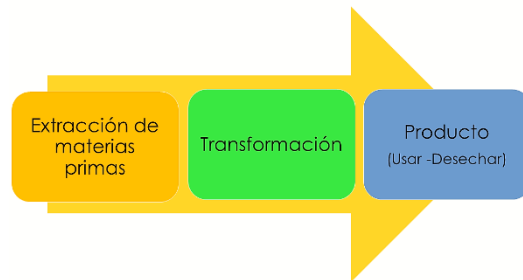 Extracción de
materias
primas
Transformación
Producto
(Usar -Desechar)